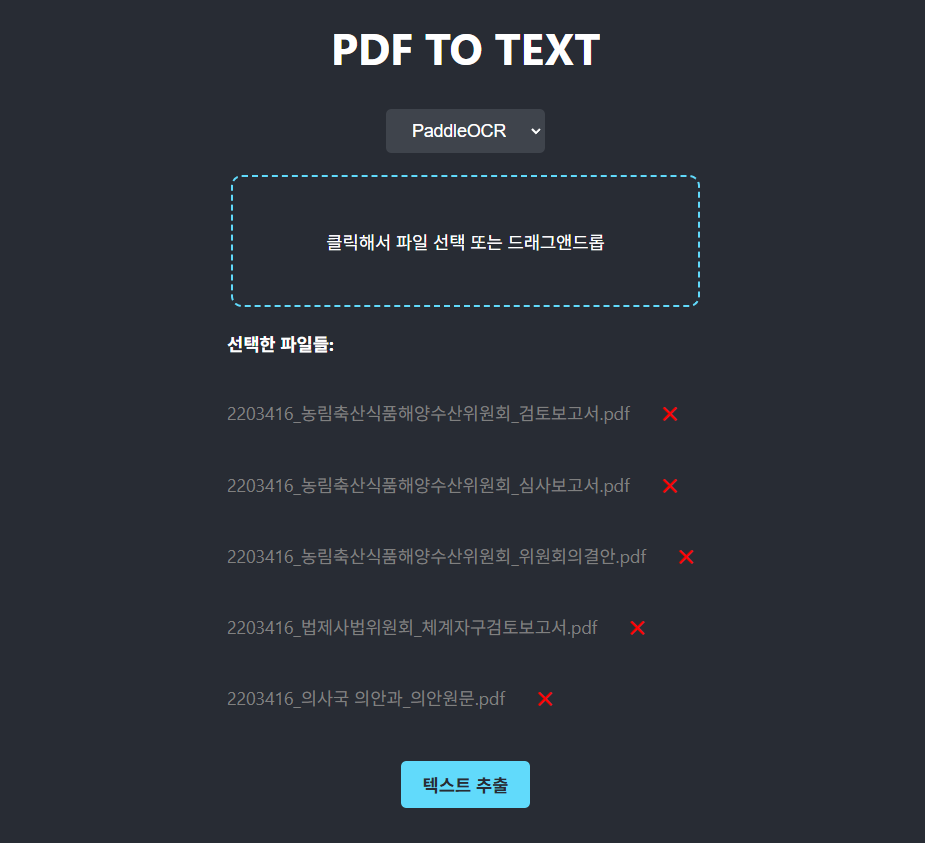 PDF TO TEXT
PaddleOCR
클릭해서 파일 선택 또는 드래그앤드롭
선택한 파일들:
2203416_농림축산식품해양수산위원회_검토보고서.pdf
2203416_농림축산식품해양수산위원회_심사보고서.pdf
2203416_농림축산식품해양수산위원회_위원회의결안.pdf
2203416_법제사법위원회_체계자구검토보고서.pdf
2203416_의사국 의안과_의안원문.pdf
텍스트 추출